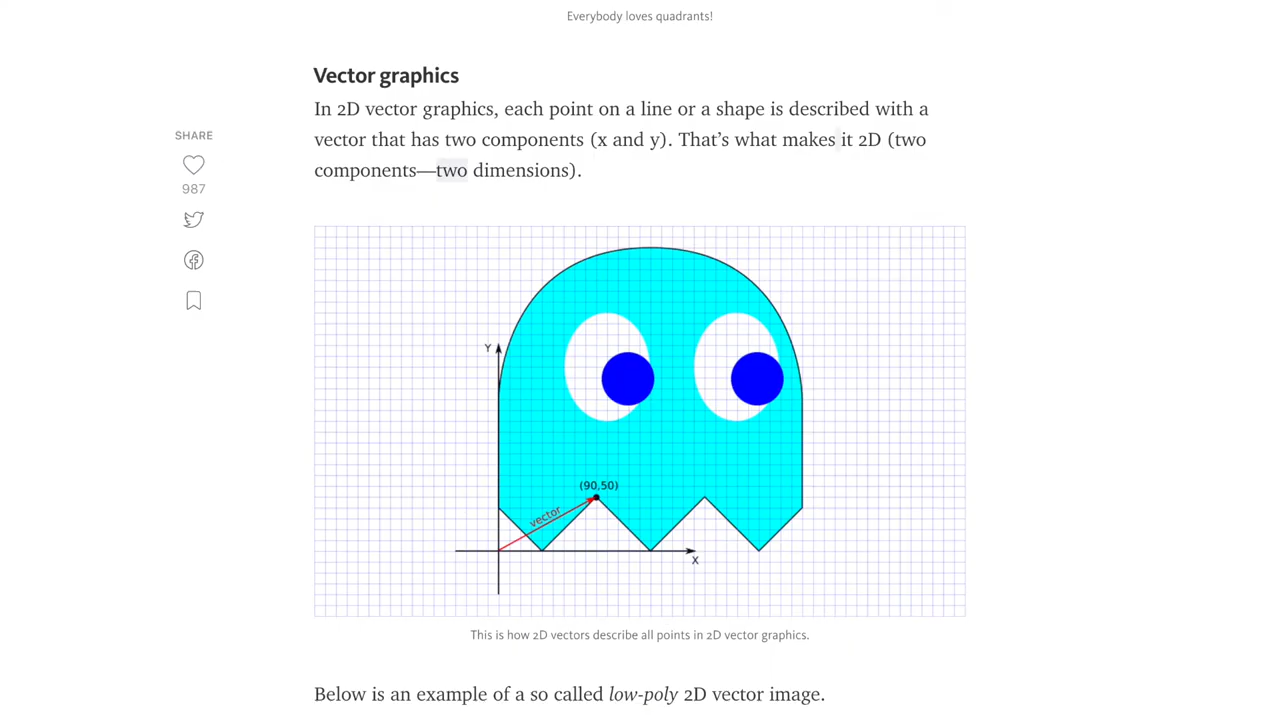 Everybody loves quadrants!
Vector graphics
In 2D vector graphics, each point on a line or a shape is described with a
SHARE
vector that has two components (x and y). That’s what makes it 2D (two
components—two dimensions).
987
Y
(90,50)
vector
X
This is how 2D vectors describe all points in 2D vector graphics.
Below is an example of a so called low-poly 2D vector image.